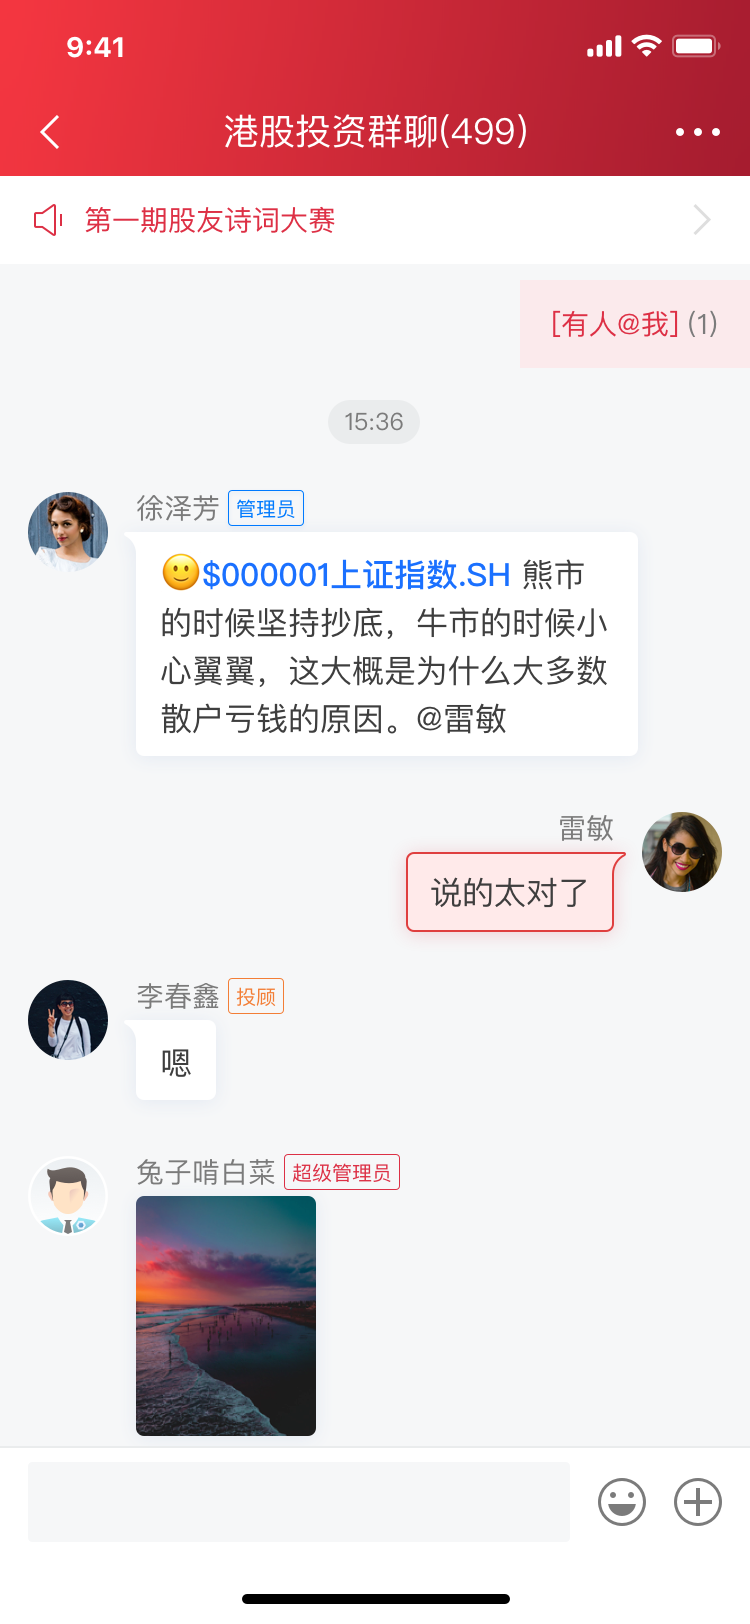 9:41
港股投资群聊(499)
第一期股友诗词大赛
[有人@我] (1)
15:36
徐泽芳 管理员
🙂$000001上证指数.SH 熊市
的时候坚持抄底，牛市的时候小
心翼翼，这大概是为什么大多数
散户亏钱的原因。@雷敏
雷敏
说的太对了
李春鑫 投顾
嗯
兔子啃白菜 超级管理员